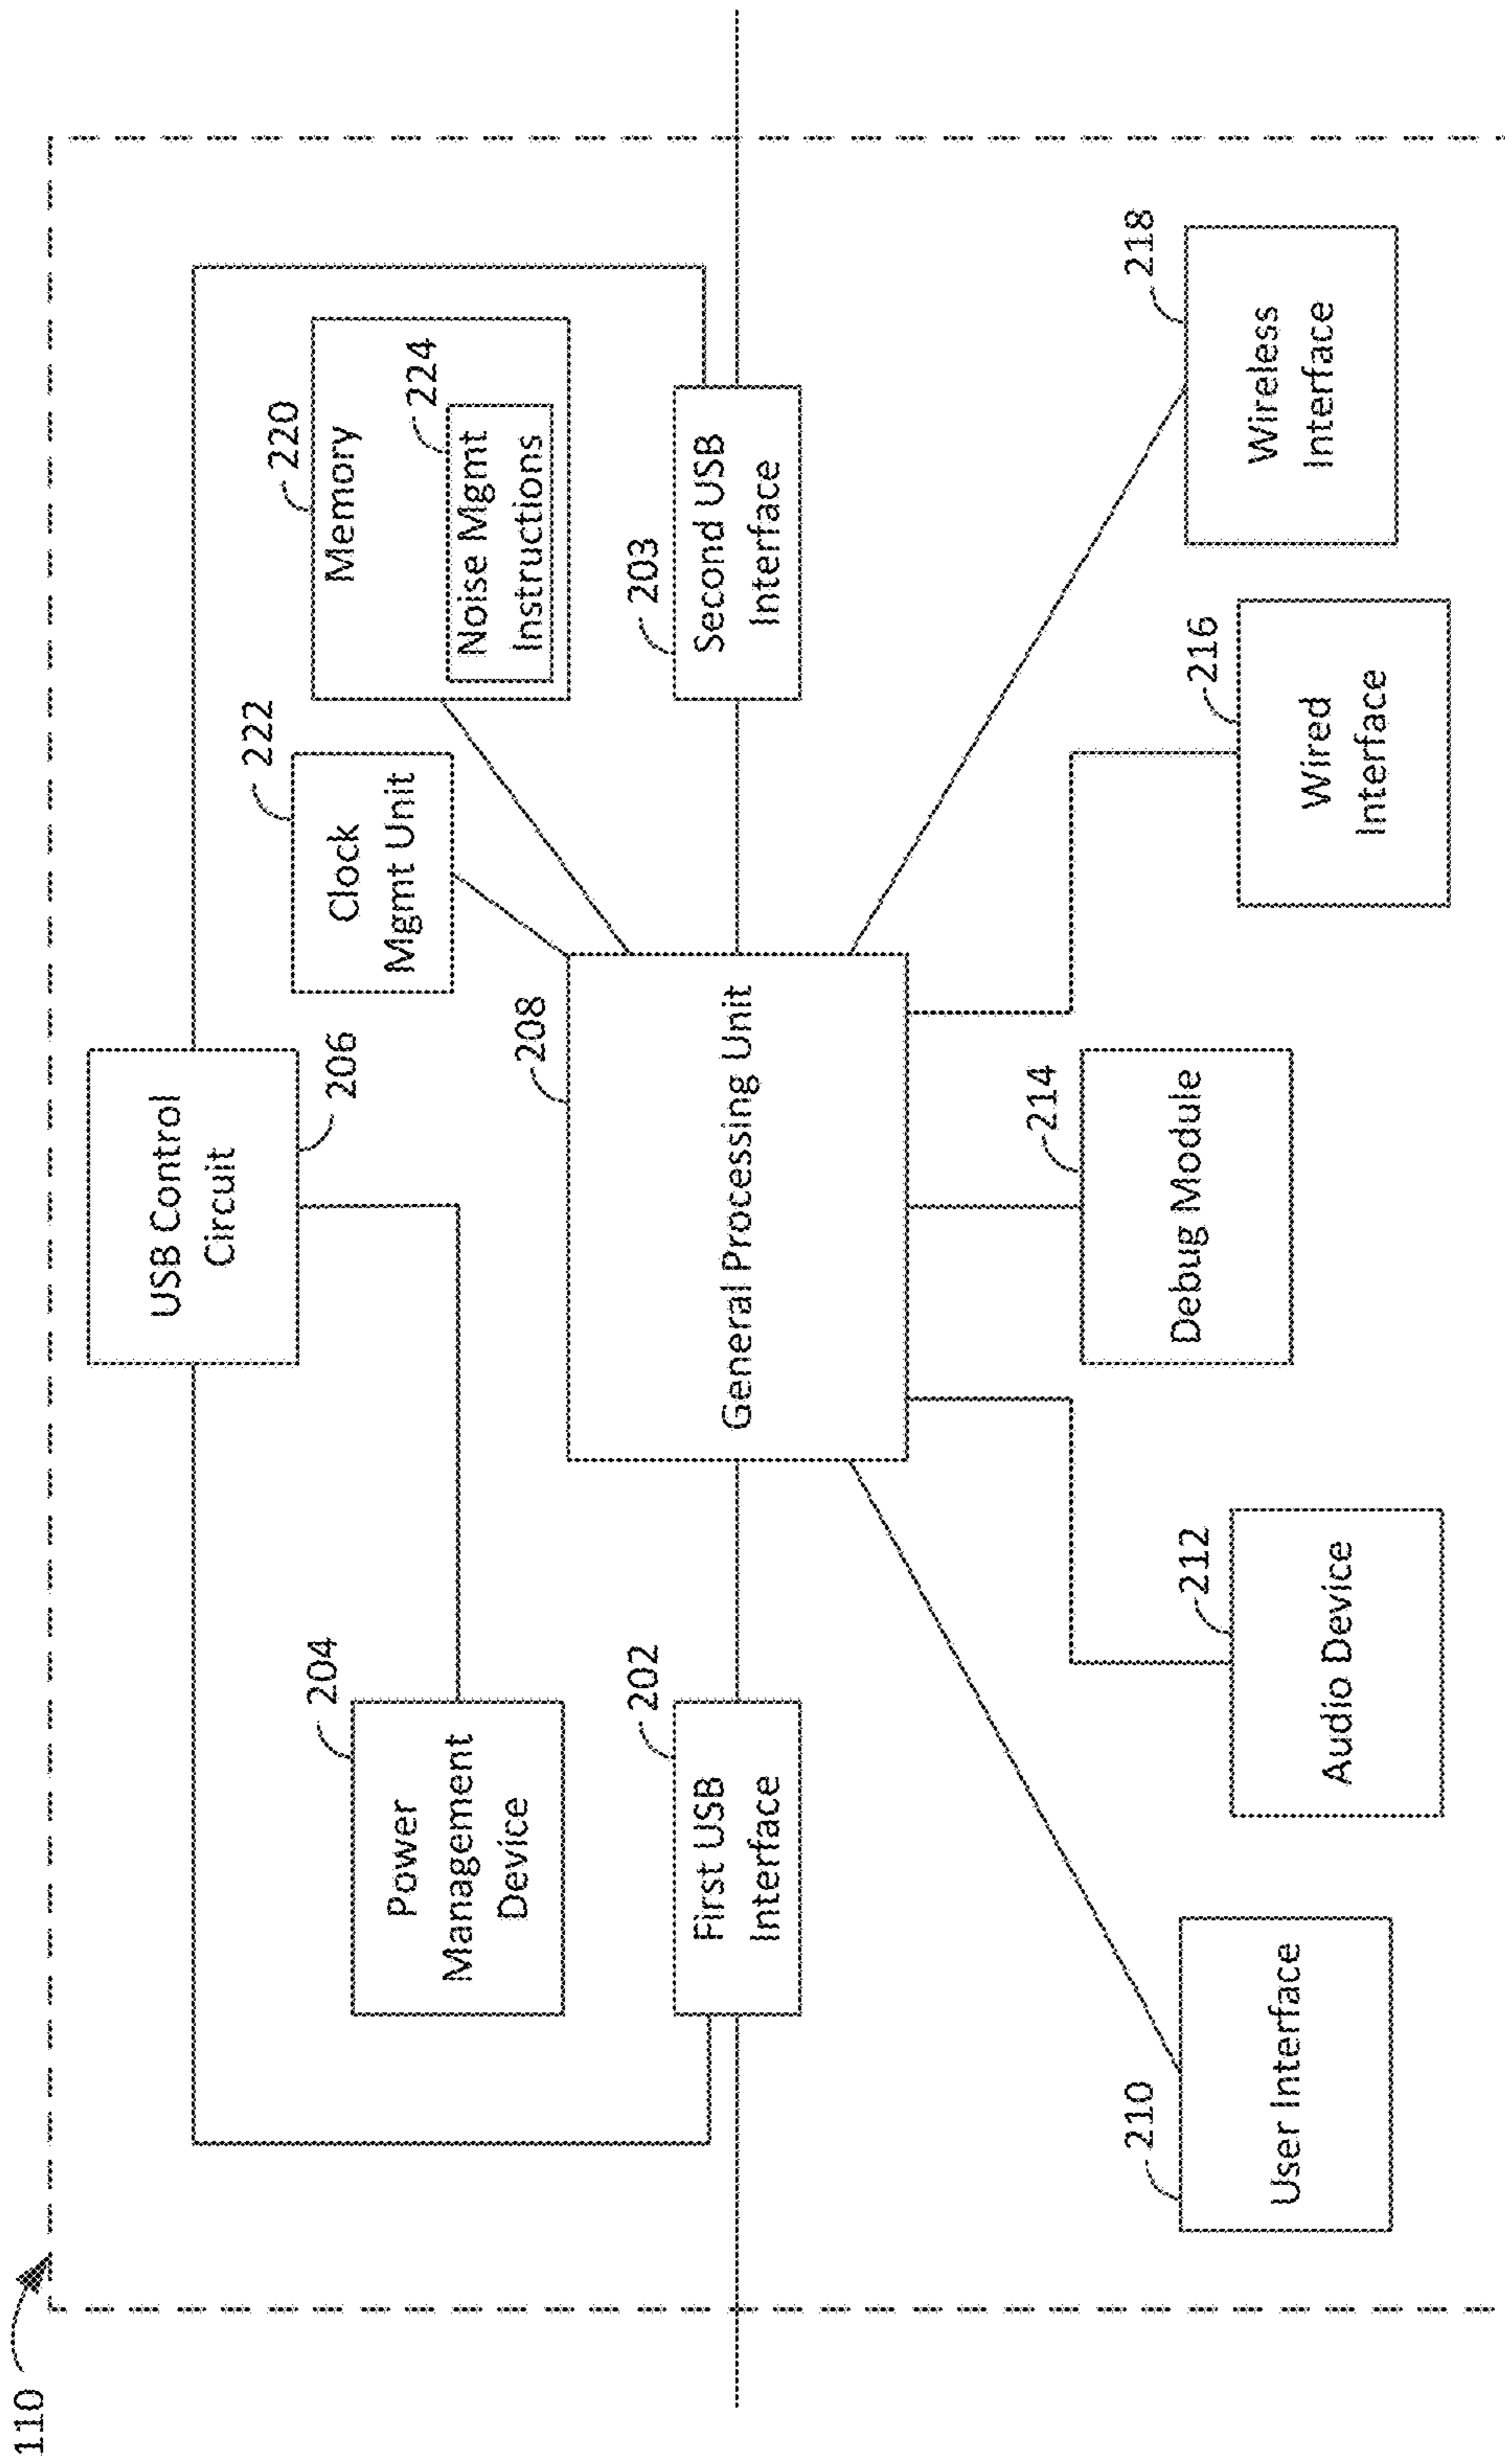 110
USB Control
Circuit
206
204
Power
Management
Device
222
Clock
Mgmt Unit
220
Memory
224
Noise Mgmt
Instructions
202
First USB
Interface
208
General Processing Unit
203
Second USB
Interface
210
User Interface
212
Audio Device
214
Debug Module
216
Wired
Interface
218
Wireless
Interface